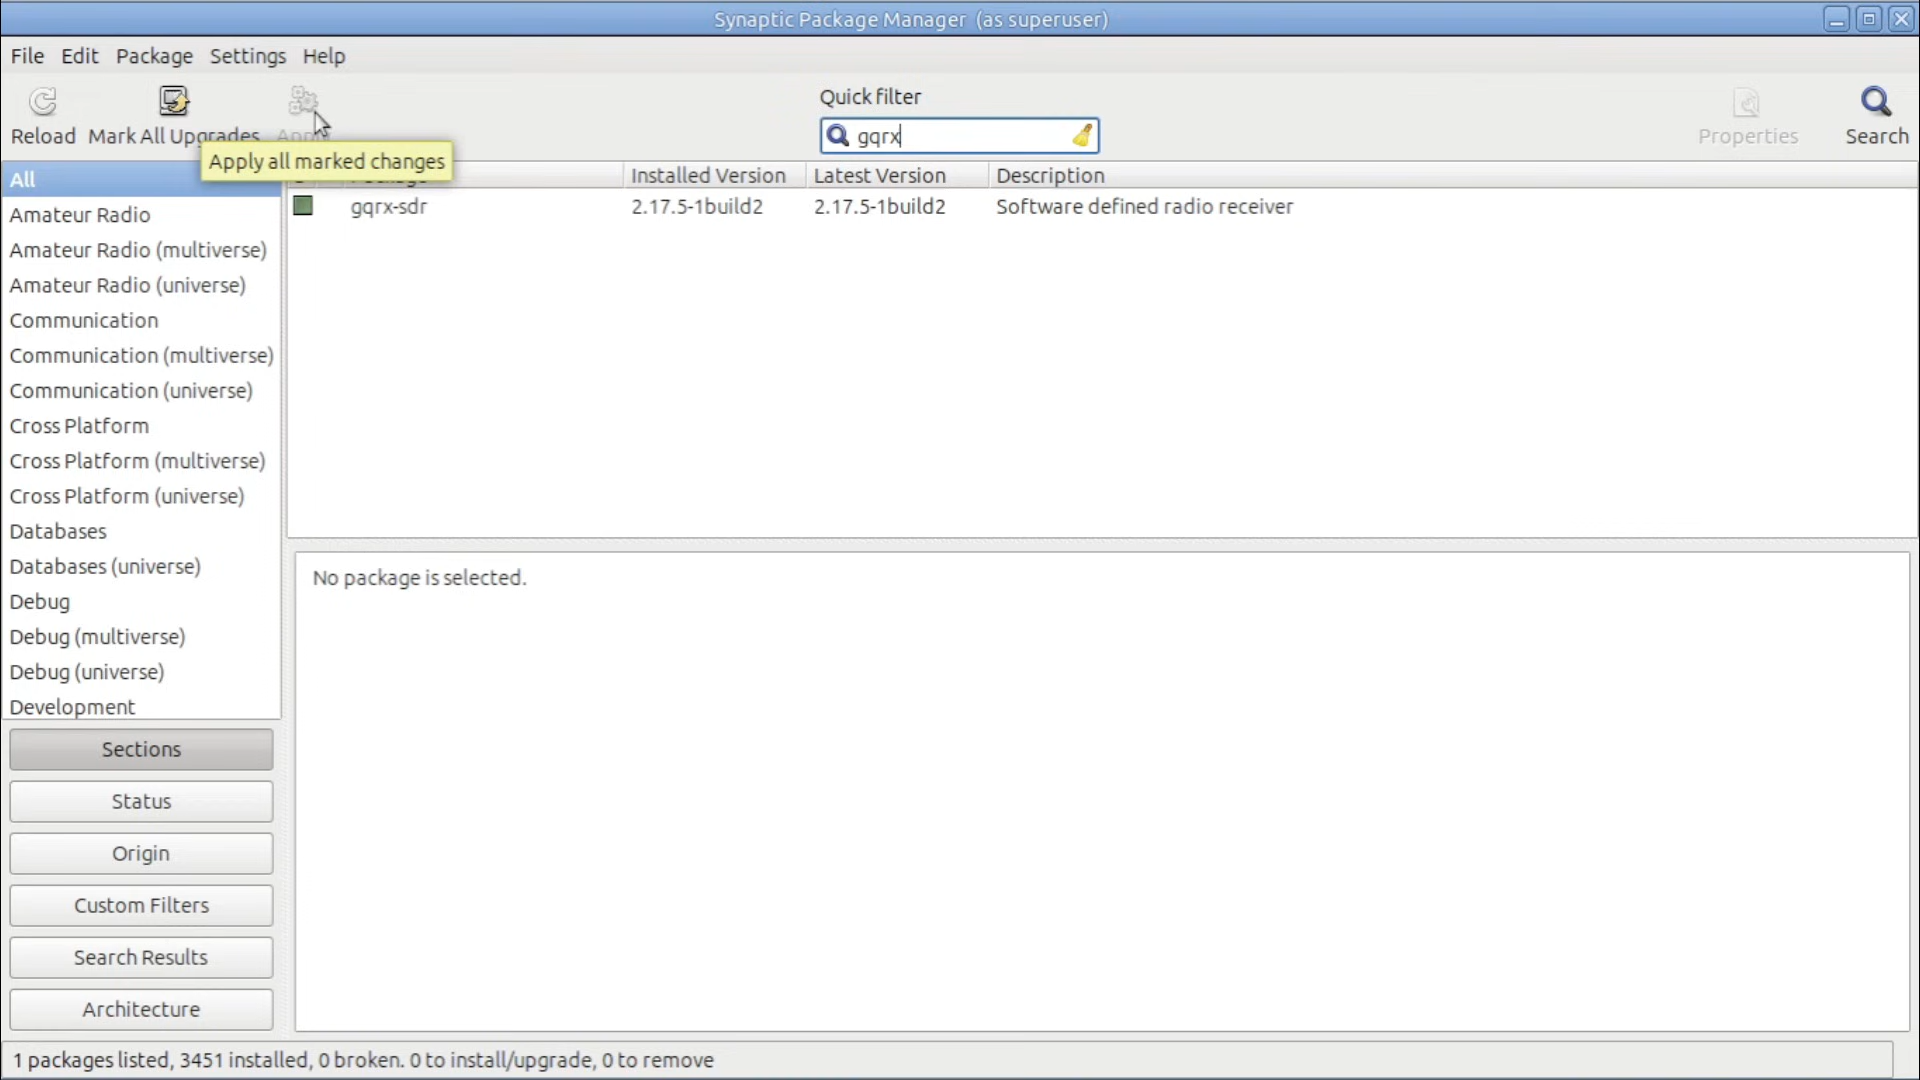 Synaptic Package Manager (as superuser)
File Edit Package Settings Help
Quick filter
Reload Mark All Upgrades
gqrx
Properties Search
Apply all marked changes
All
Installed Version Latest Version Description
gqrx-sdr 2.17.5-1build2 2.17.5-1build2 Software defined radio receiver
Amateur Radio
Amateur Radio (multiverse)
Amateur Radio (universe)
Communication
Communication (multiverse)
Communication (universe)
Cross Platform
Cross Platform (multiverse)
Cross Platform (universe)
Databases
Databases (universe)
Debug
Debug (multiverse)
Debug (universe)
Development
No package is selected.
Sections
Status
Origin
Custom Filters
Search Results
Architecture
1 packages listed, 3451 installed, 0 broken. 0 to install/upgrade, 0 to remove